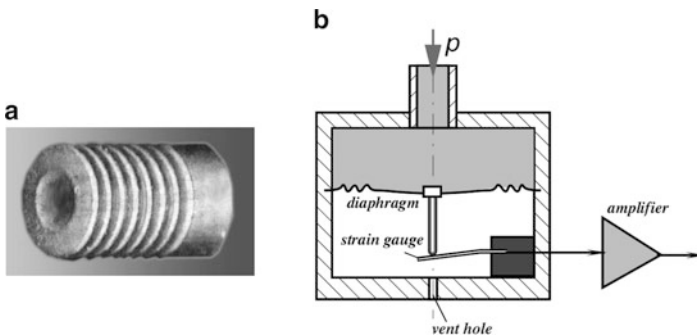 b
p
a
diaphragm
amplifier
strain gauge
vent hole